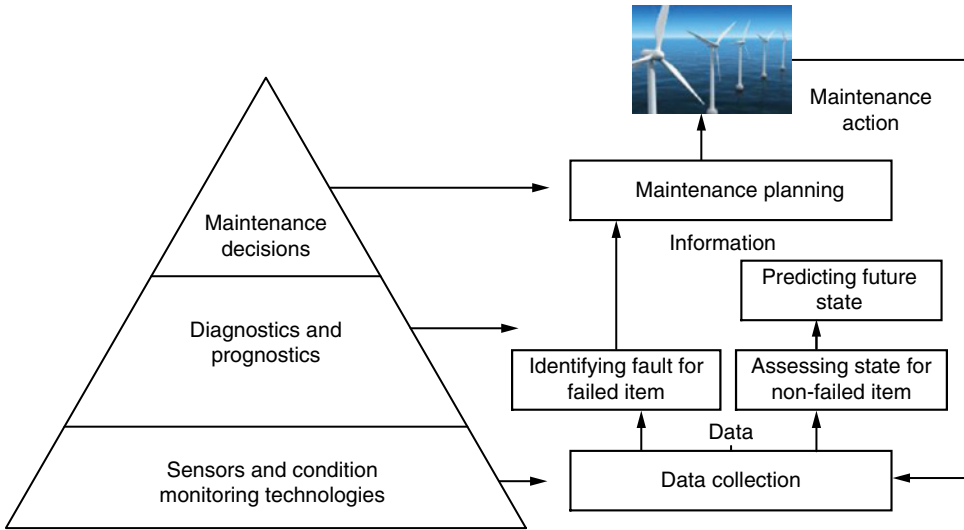 Maintenance
action
Maintenance planning
Maintenance
decisions
Information
Predicting future
state
Diagnostics and
prognostics
Identifying fault for
failed item
Assessing state for
non-failed item
Data
Sensors and condition
monitoring technologies
Data collection